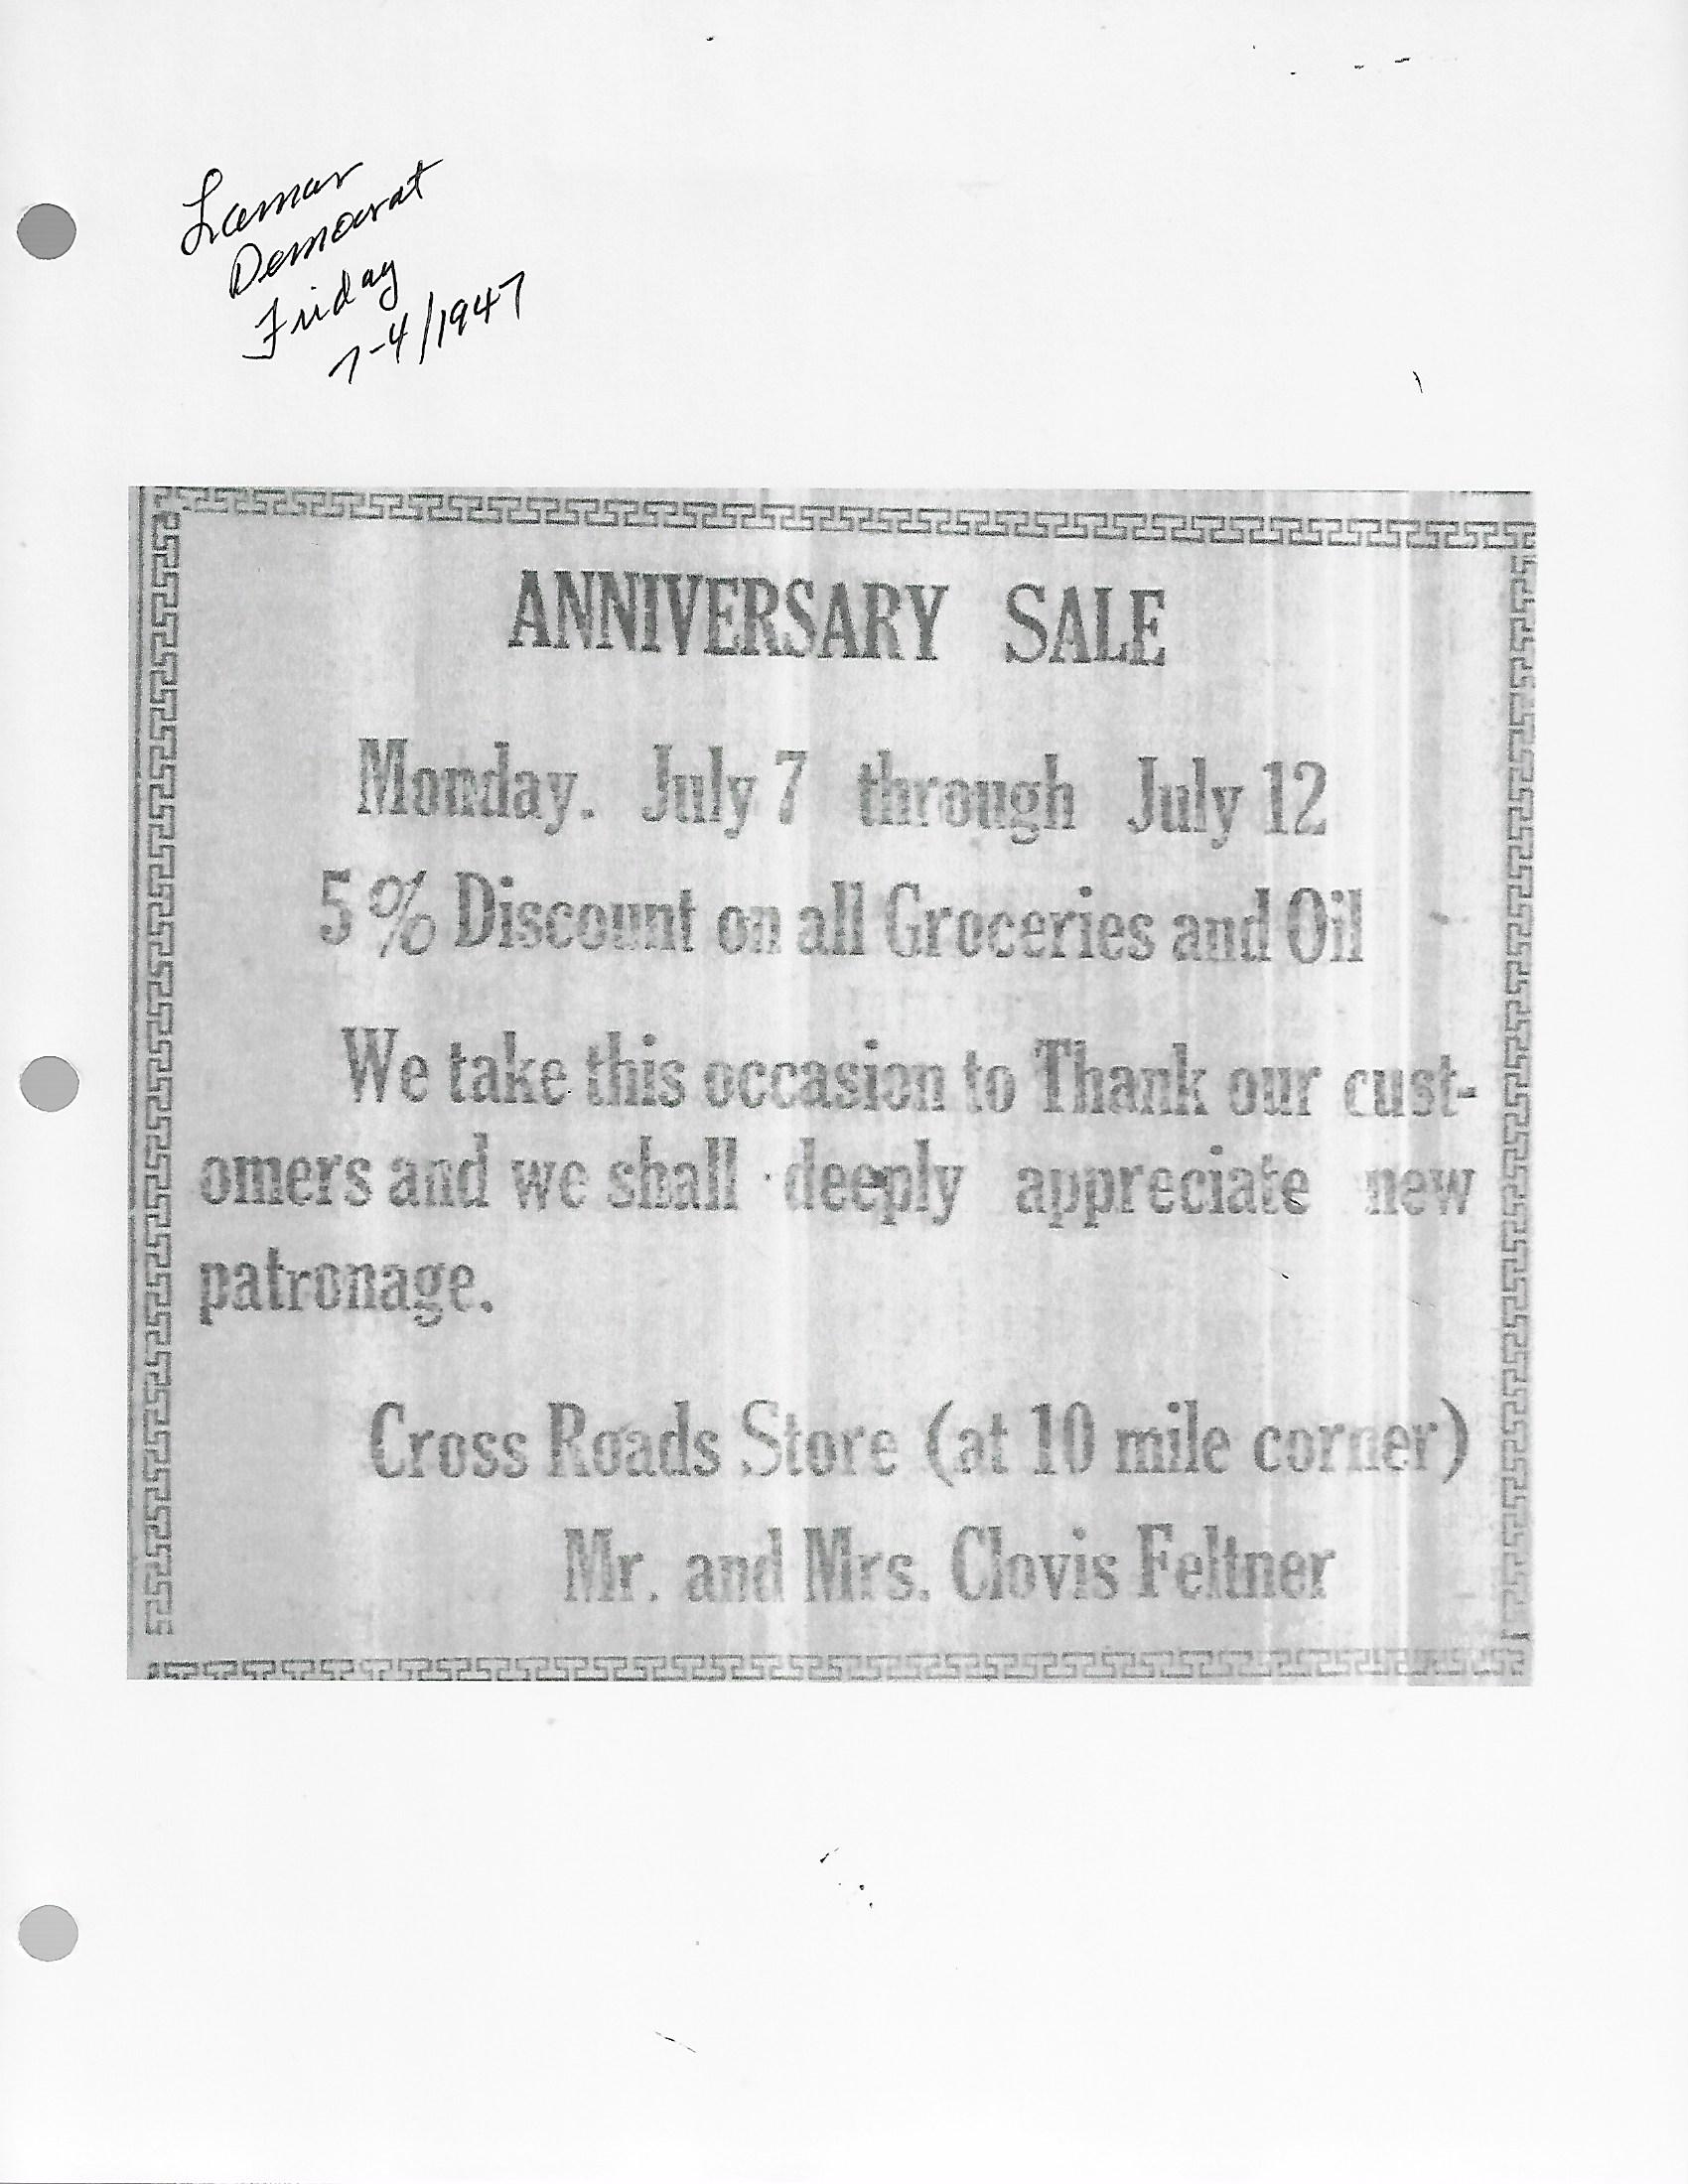 Lamar
Democrat
Friday
7-4/1947
ANNIVERSARY SALE
Monday. July 7 through July 12
5% Discount on all Groceries and Oil
We take this occasion to Thank our cust-
omers and we shall deeply appreciate new
patronage.
Cross Roads Store (at 10 mile corner)
Mr. and Mrs. Clovis Feltner